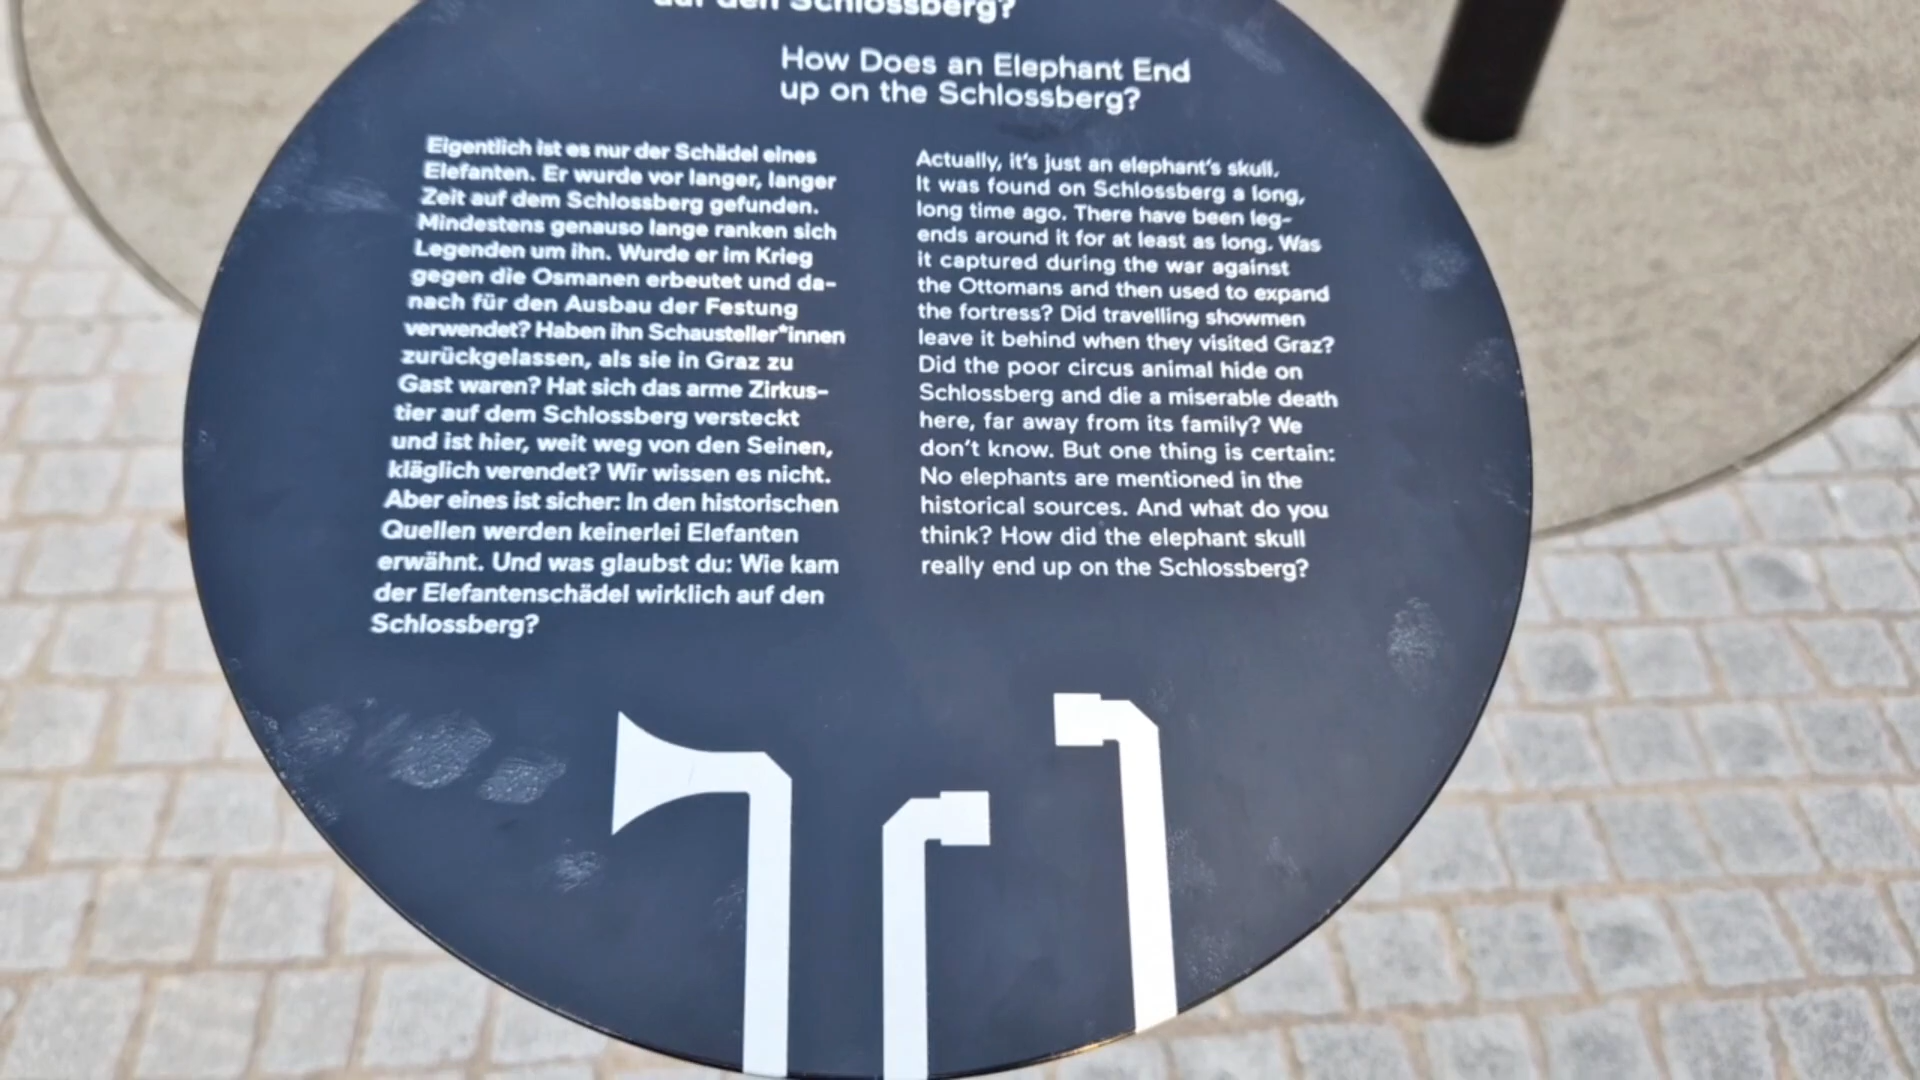 auf den Schlossberg?
How Does an Elephant End
up on the Schlossberg?
Eigentlich ist es nur der Schädel eines
Elefanten. Er wurde vor langer, langer
Zeit auf dem Schlossberg gefunden.
Mindestens genauso lange ranken sich
Legenden um ihn. Wurde er im Krieg
gegen die Osmanen erbeutet und da-
nach für den Ausbau der Festung
verwendet? Haben ihn Schausteller*innen
zurückgelassen, als sie in Graz zu
Gast waren? Hat sich das arme Zirkus-
tier auf dem Schlossberg versteckt
und ist hier, weit weg von den Seinen,
kläglich verendet? Wir wissen es nicht.
Aber eines ist sicher: In den historischen
Quellen werden keinerlei Elefanten
erwähnt. Und was glaubst du: Wie kam
der Elefantenschädel wirklich auf den
Schlossberg?
Actually, it's just an elephant's skull.
It was found on Schlossberg a long,
long time ago. There have been leg-
ends around it for at least as long. Was
it captured during the war against
the Ottomans and then used to expand
the fortress? Did travelling showmen
leave it behind when they visited Graz?
Did the poor circus animal hide on
Schlossberg and die a miserable death
here, far away from its family? We
don't know. But one thing is certain:
No elephants are mentioned in the
historical sources. And what do you
think? How did the elephant skull
really end up on the Schlossberg?